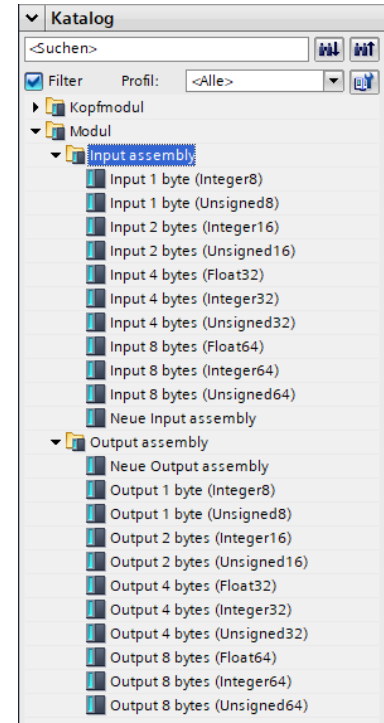 Katalog
<Suchen>
Filter Profil: <Alle>
Kopfmodul
Modul
Input assembly
Input 1 byte (Integer8)
Input 1 byte (Unsigned8)
Input 2 bytes (Integer16)
Input 2 bytes (Unsigned16)
Input 4 bytes (Float32)
Input 4 bytes (Integer32)
Input 4 bytes (Unsigned32)
Input 8 bytes (Float64)
Input 8 bytes (Integer64)
Input 8 bytes (Unsigned64)
Neue Input assembly
Output assembly
Neue Output assembly
Output 1 byte (Integer8)
Output 1 byte (Unsigned8)
Output 2 bytes (Integer16)
Output 2 bytes (Unsigned16)
Output 4 bytes (Float32)
Output 4 bytes (Integer32)
Output 4 bytes (Unsigned32)
Output 8 bytes (Float64)
Output 8 bytes (Integer64)
Output 8 bytes (Unsigned64)